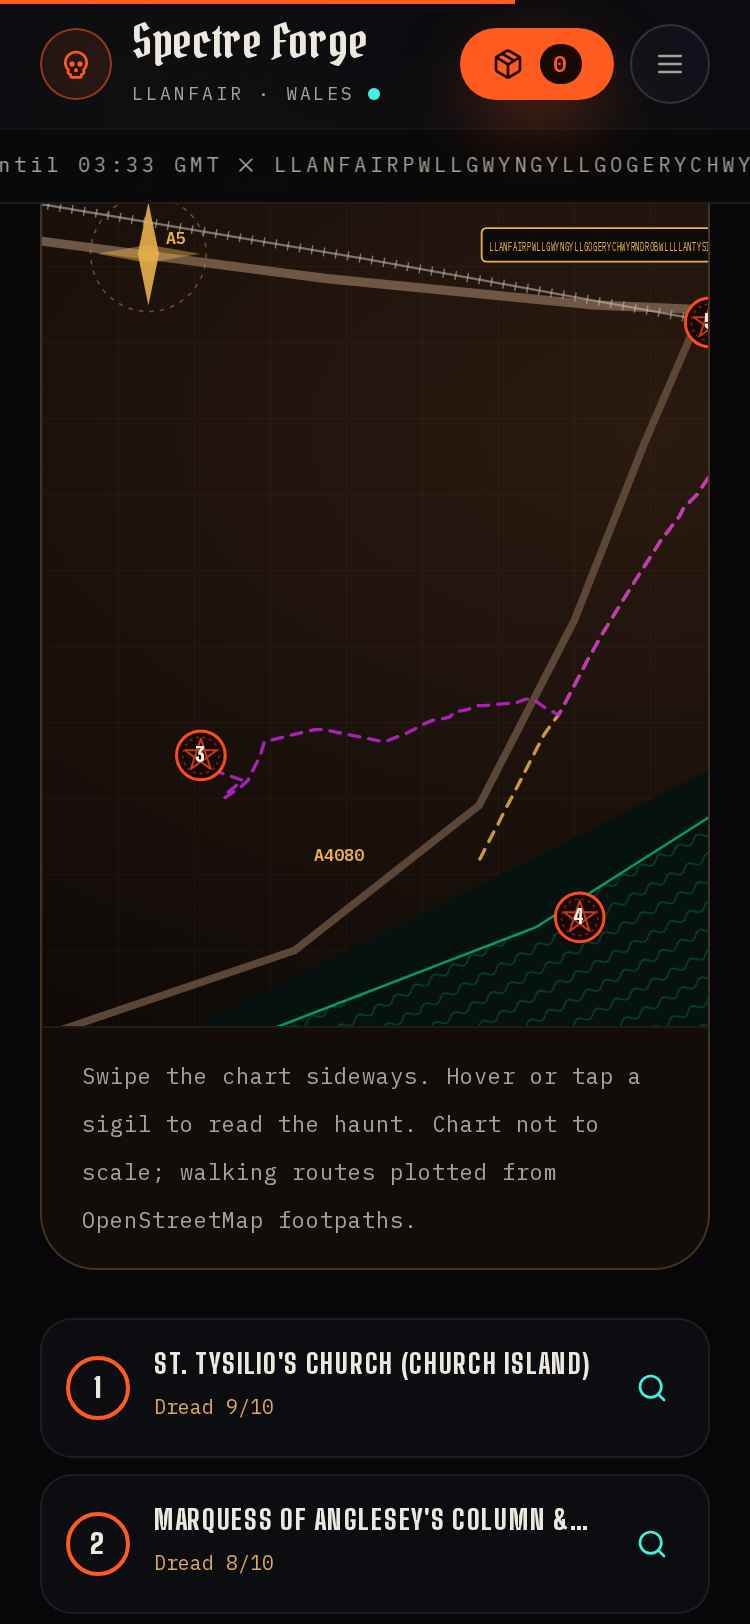 Spectre Forge
LLANFAIR · WALES
0
ntil 03:33 GMT × LLANFAIRPWLLGWYNGYLLGOGERYCHWY
A5
5
3
A4080
4
Swipe the chart sideways. Hover or tap a
sigil to read the haunt. Chart not to
scale; walking routes plotted from
OpenStreetMap footpaths.
1
ST. TYSILIO'S CHURCH (CHURCH ISLAND)
Dread 9/10
2
MARQUESS OF ANGLESEY'S COLUMN &...
Dread 8/10